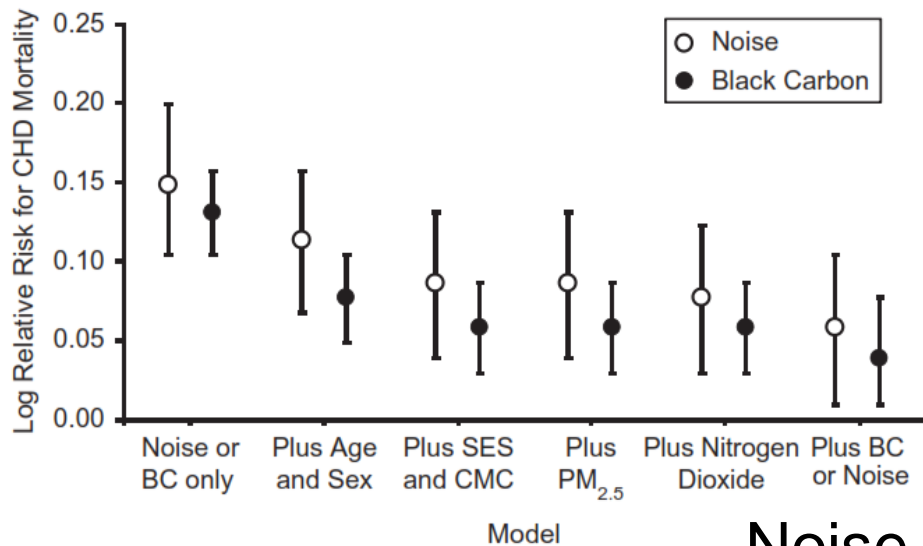 Log Relative Risk for CHD Mortality
0.25
0.20
0.15
0.10
0.05
0.00
Noise
Black Carbon
Noise or
BC only
Plus Age
and Sex
Plus SES
and CMC
Plus
PM2.5
Plus Nitrogen
Dioxide
Plus BC
or Noise
Model
Noise